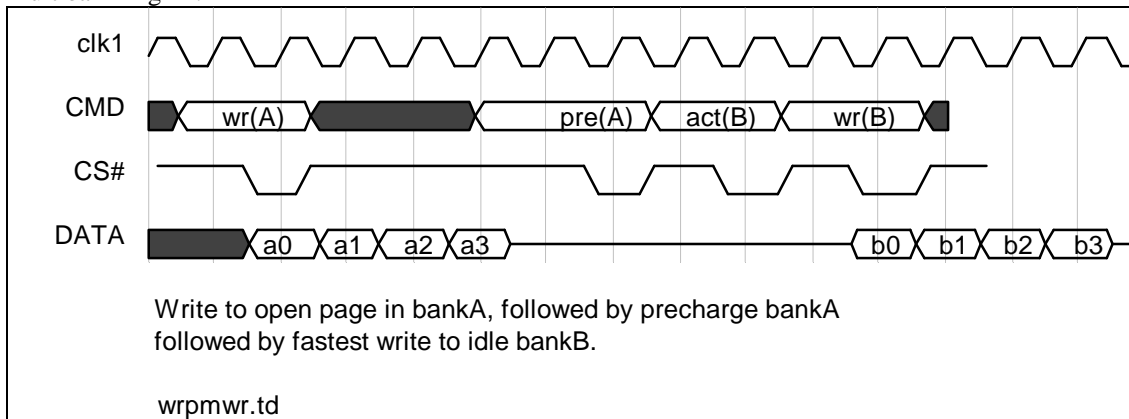 clk1
CMD wr(A) pre(A) act(B) wr(B)
CS#
DATA a0 a1 a2 a3 b0 b1 b2 b3
Write to open page in bankA, followed by precharge bankA
followed by fastest write to idle bankB.
wrpmwr.td